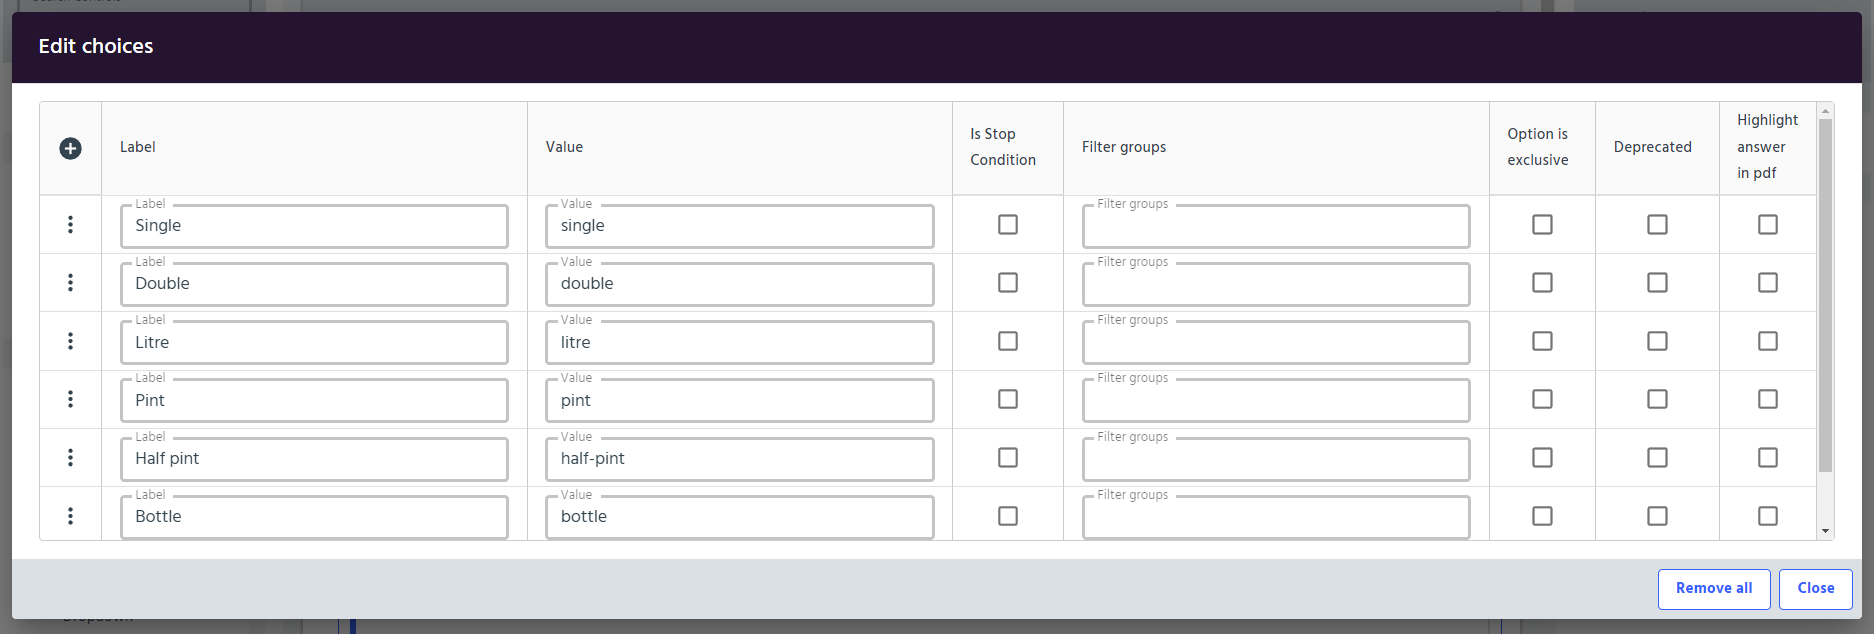 Edit choices
Label
Value
Is Stop
Condition
Filter groups
Option is
exclusive
Deprecated
Highlight
answer
in pdf
Label
Single
Value
single
Filter groups
Label
Double
Value
double
Filter groups
Label
Litre
Value
litre
Filter groups
Label
Pint
Value
pint
Filter groups
Label
Half pint
Value
half-pint
Filter groups
Label
Bottle
Value
bottle
Filter groups
Remove all
Close